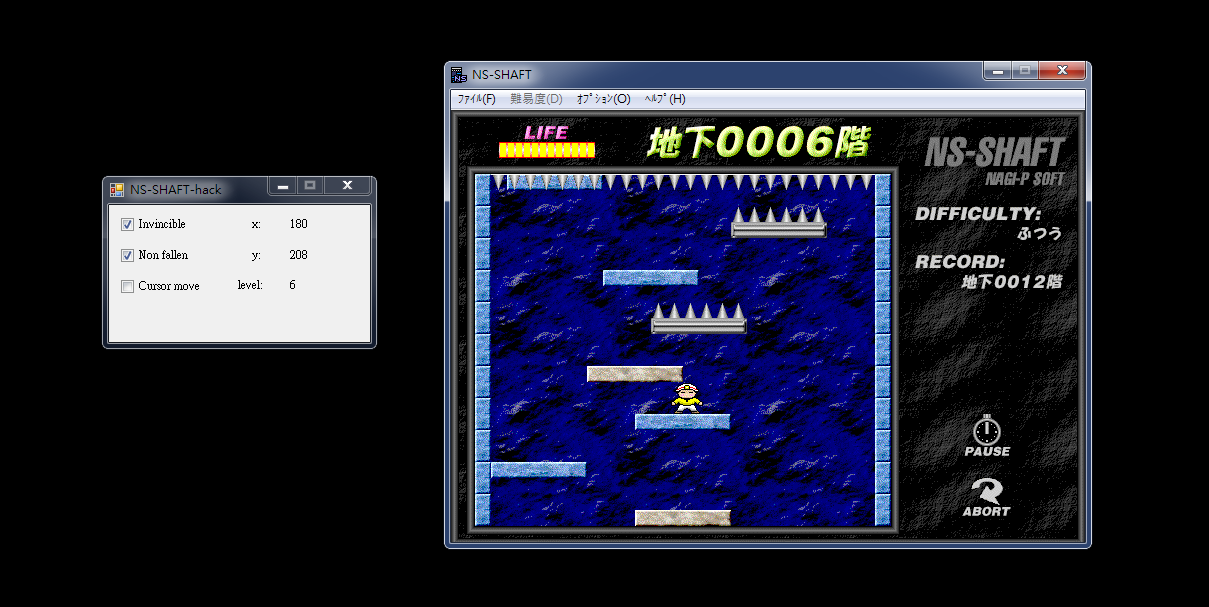 NS-SHAFT-hack
Invincible x: 180
Non fallen y: 208
Cursor move level: 6
NS-SHAFT
ﾌｧｲﾙ(F) 難易度(D) ｵﾌﾟｼｮﾝ(O) ﾍﾙﾌﾟ(H)
LIFE
地下0006階
NS-SHAFT
NAGI-P SOFT
DIFFICULTY:
ふつう
RECORD:
地下0012階
PAUSE
ABORT